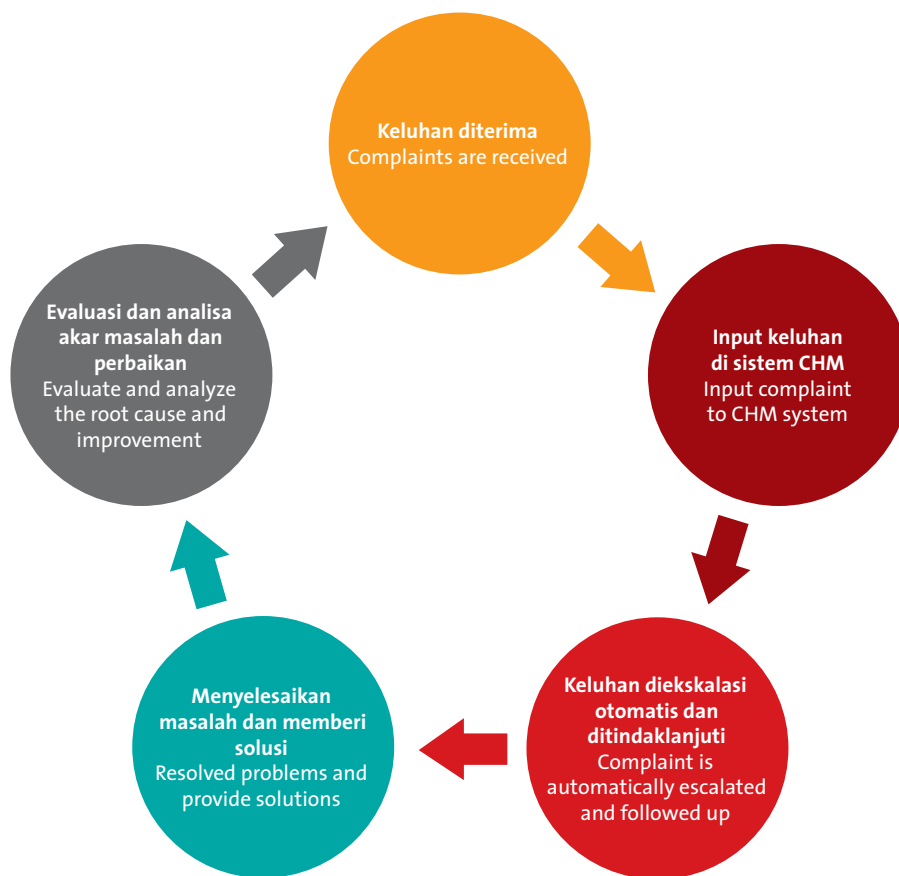 Keluhan diterima
Complaints are received
Input keluhan
di sistem CHM
Input complaint
to CHM system
Keluhan diekskalasi
otomatis dan
ditindaklanjuti
Complaint is
automatically escalated
and followed up
Menyelesaikan
masalah dan memberi
solusi
Resolved problems and
provide solutions
Evaluasi dan analisa
akar masalah dan
perbaikan
Evaluate and analyze
the root cause and
improvement